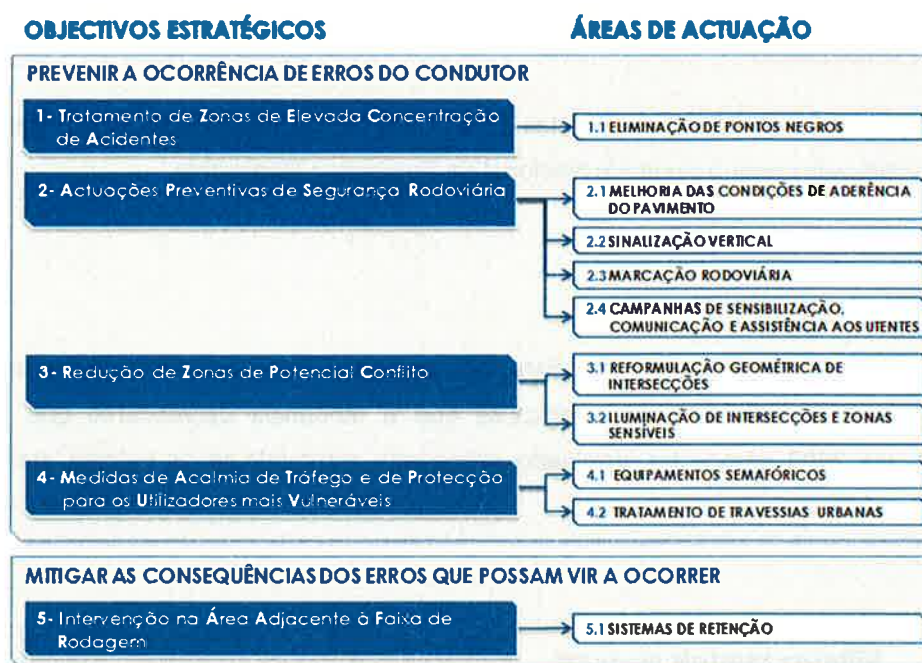 OBJECTIVOS ESTRATÉGICOS
ÁREAS DE ACTUAÇÃO
PREVENIR A OCORRÊNCIA DE ERROS DO CONDUTOR
1- Tratamento de Zonas de Elevada Concentração
de Acidentes
1.1 ELIMINAÇÃO DE PONTOS NEGROS
2- Actuações Preventivas de Segurança Rodoviária
2.1 MELHORIA DAS CONDIÇÕES DE ADERÊNCIA
DO PAVIMENTO
2.2 SINALIZAÇÃO VERTICAL
2.3 MARCAÇÃO RODOVIÁRIA
2.4 CAMPANHAS DE SENSIBILIZAÇÃO,
COMUNICAÇÃO E ASSISTÊNCIA AOS UTENTES
3- Redução de Zonas de Potencial Conflito
3.1 REFORMULAÇÃO GEOMÉTRICA DE
INTERSECÇÕES
3.2 ILUMINAÇÃO DE INTERSECÇÕES E ZONAS
SENSÍVEIS
4- Medidas de Acalmia de Tráfego e de Protecção
para os Utilizadores mais Vulneráveis
4.1 EQUIPAMENTOS SEMAFÓRICOS
4.2 TRATAMENTO DE TRAVESSIAS URBANAS
MITIGAR AS CONSEQUÊNCIAS DOS ERROS QUE POSSAM VIR A OCORRER
5- Intervenção na Área Adjacente à Faixa de
Rodagem
5.1 SISTEMAS DE RETENÇÃO